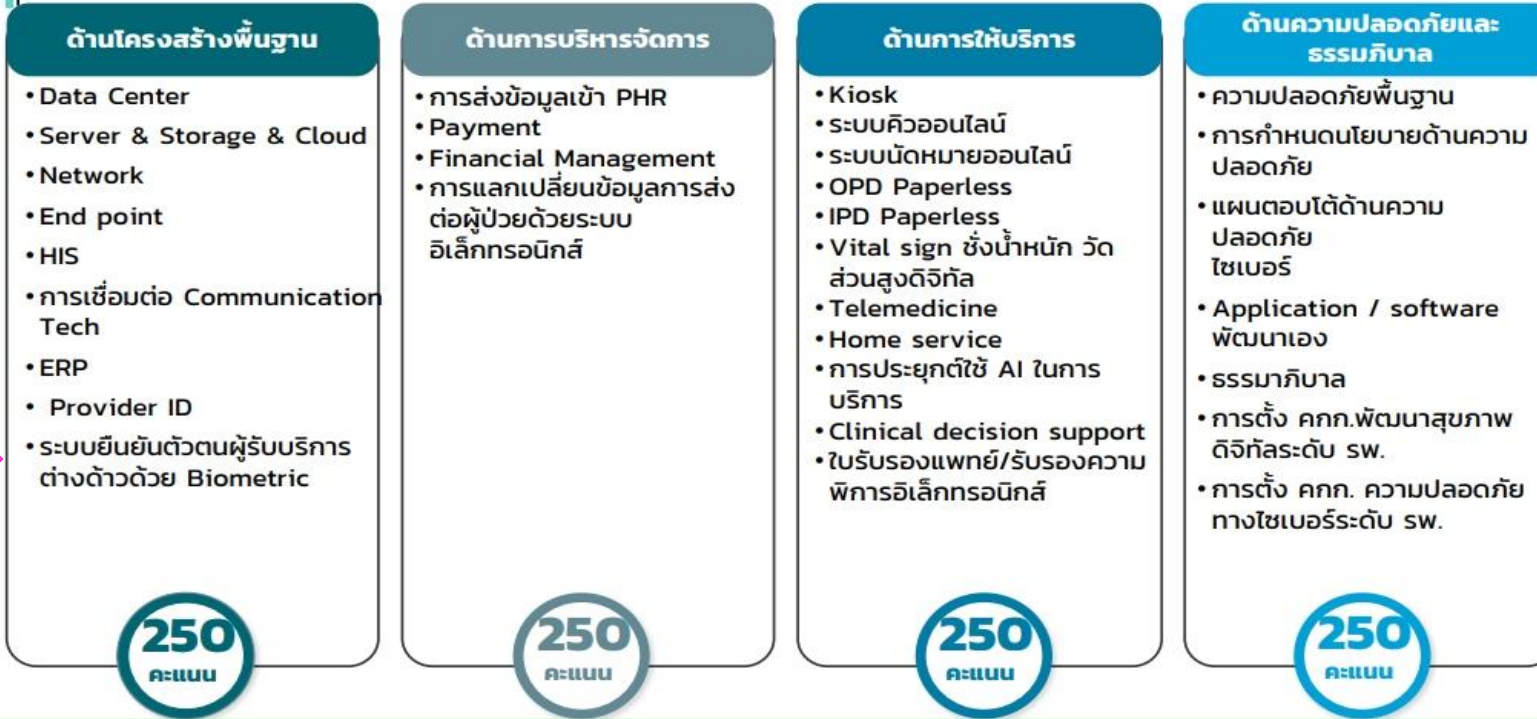 ด้านโครงสร้างพื้นฐาน
• Data Center
• Server & Storage & Cloud
• Network
• End point
• HIS
• การเชื่อมต่อ Communication
Tech
• ERP
• Provider ID
• ระบบยืนยันตัวตนผู้รับบริการ
ต่างด้าวด้วย Biometric
250
คะแนน
ด้านการบริหารจัดการ
• การส่งข้อมูลเข้า PHR
• Payment
• Financial Management
• การแลกเปลี่ยนข้อมูลการส่ง
ต่อผู้ป่วยด้วยระบบ
อิเล็กทรอนิกส์
250
คะแนน
ด้านการให้บริการ
• Kiosk
• ระบบคิวออนไลน์
• ระบบนัดหมายออนไลน์
• OPD Paperless
• IPD Paperless
• Vital sign ชั่งน้ำหนัก วัด
ส่วนสูงดิจิทัล
• Telemedicine
• Home service
• การประยุกต์ใช้ AI ในการ
บริการ
• Clinical decision support
• ใบรับรองแพทย์/รับรองความ
พิการอิเล็กทรอนิกส์
250
คะแนน
ด้านความปลอดภัยและ
ธรรมภิบาล
• ความปลอดภัยพื้นฐาน
• การกำหนดนโยบายด้านความ
ปลอดภัย
• แผนตอบโต้ด้านความ
ปลอดภัย
ไซเบอร์
• Application / software
พัฒนาเอง
• ธรรมาภิบาล
• การตั้ง คกก.พัฒนาสุขภาพ
ดิจิทัลระดับ รพ.
• การตั้ง คกก. ความปลอดภัย
ทางไซเบอร์ระดับ รพ.
250
คะแนน